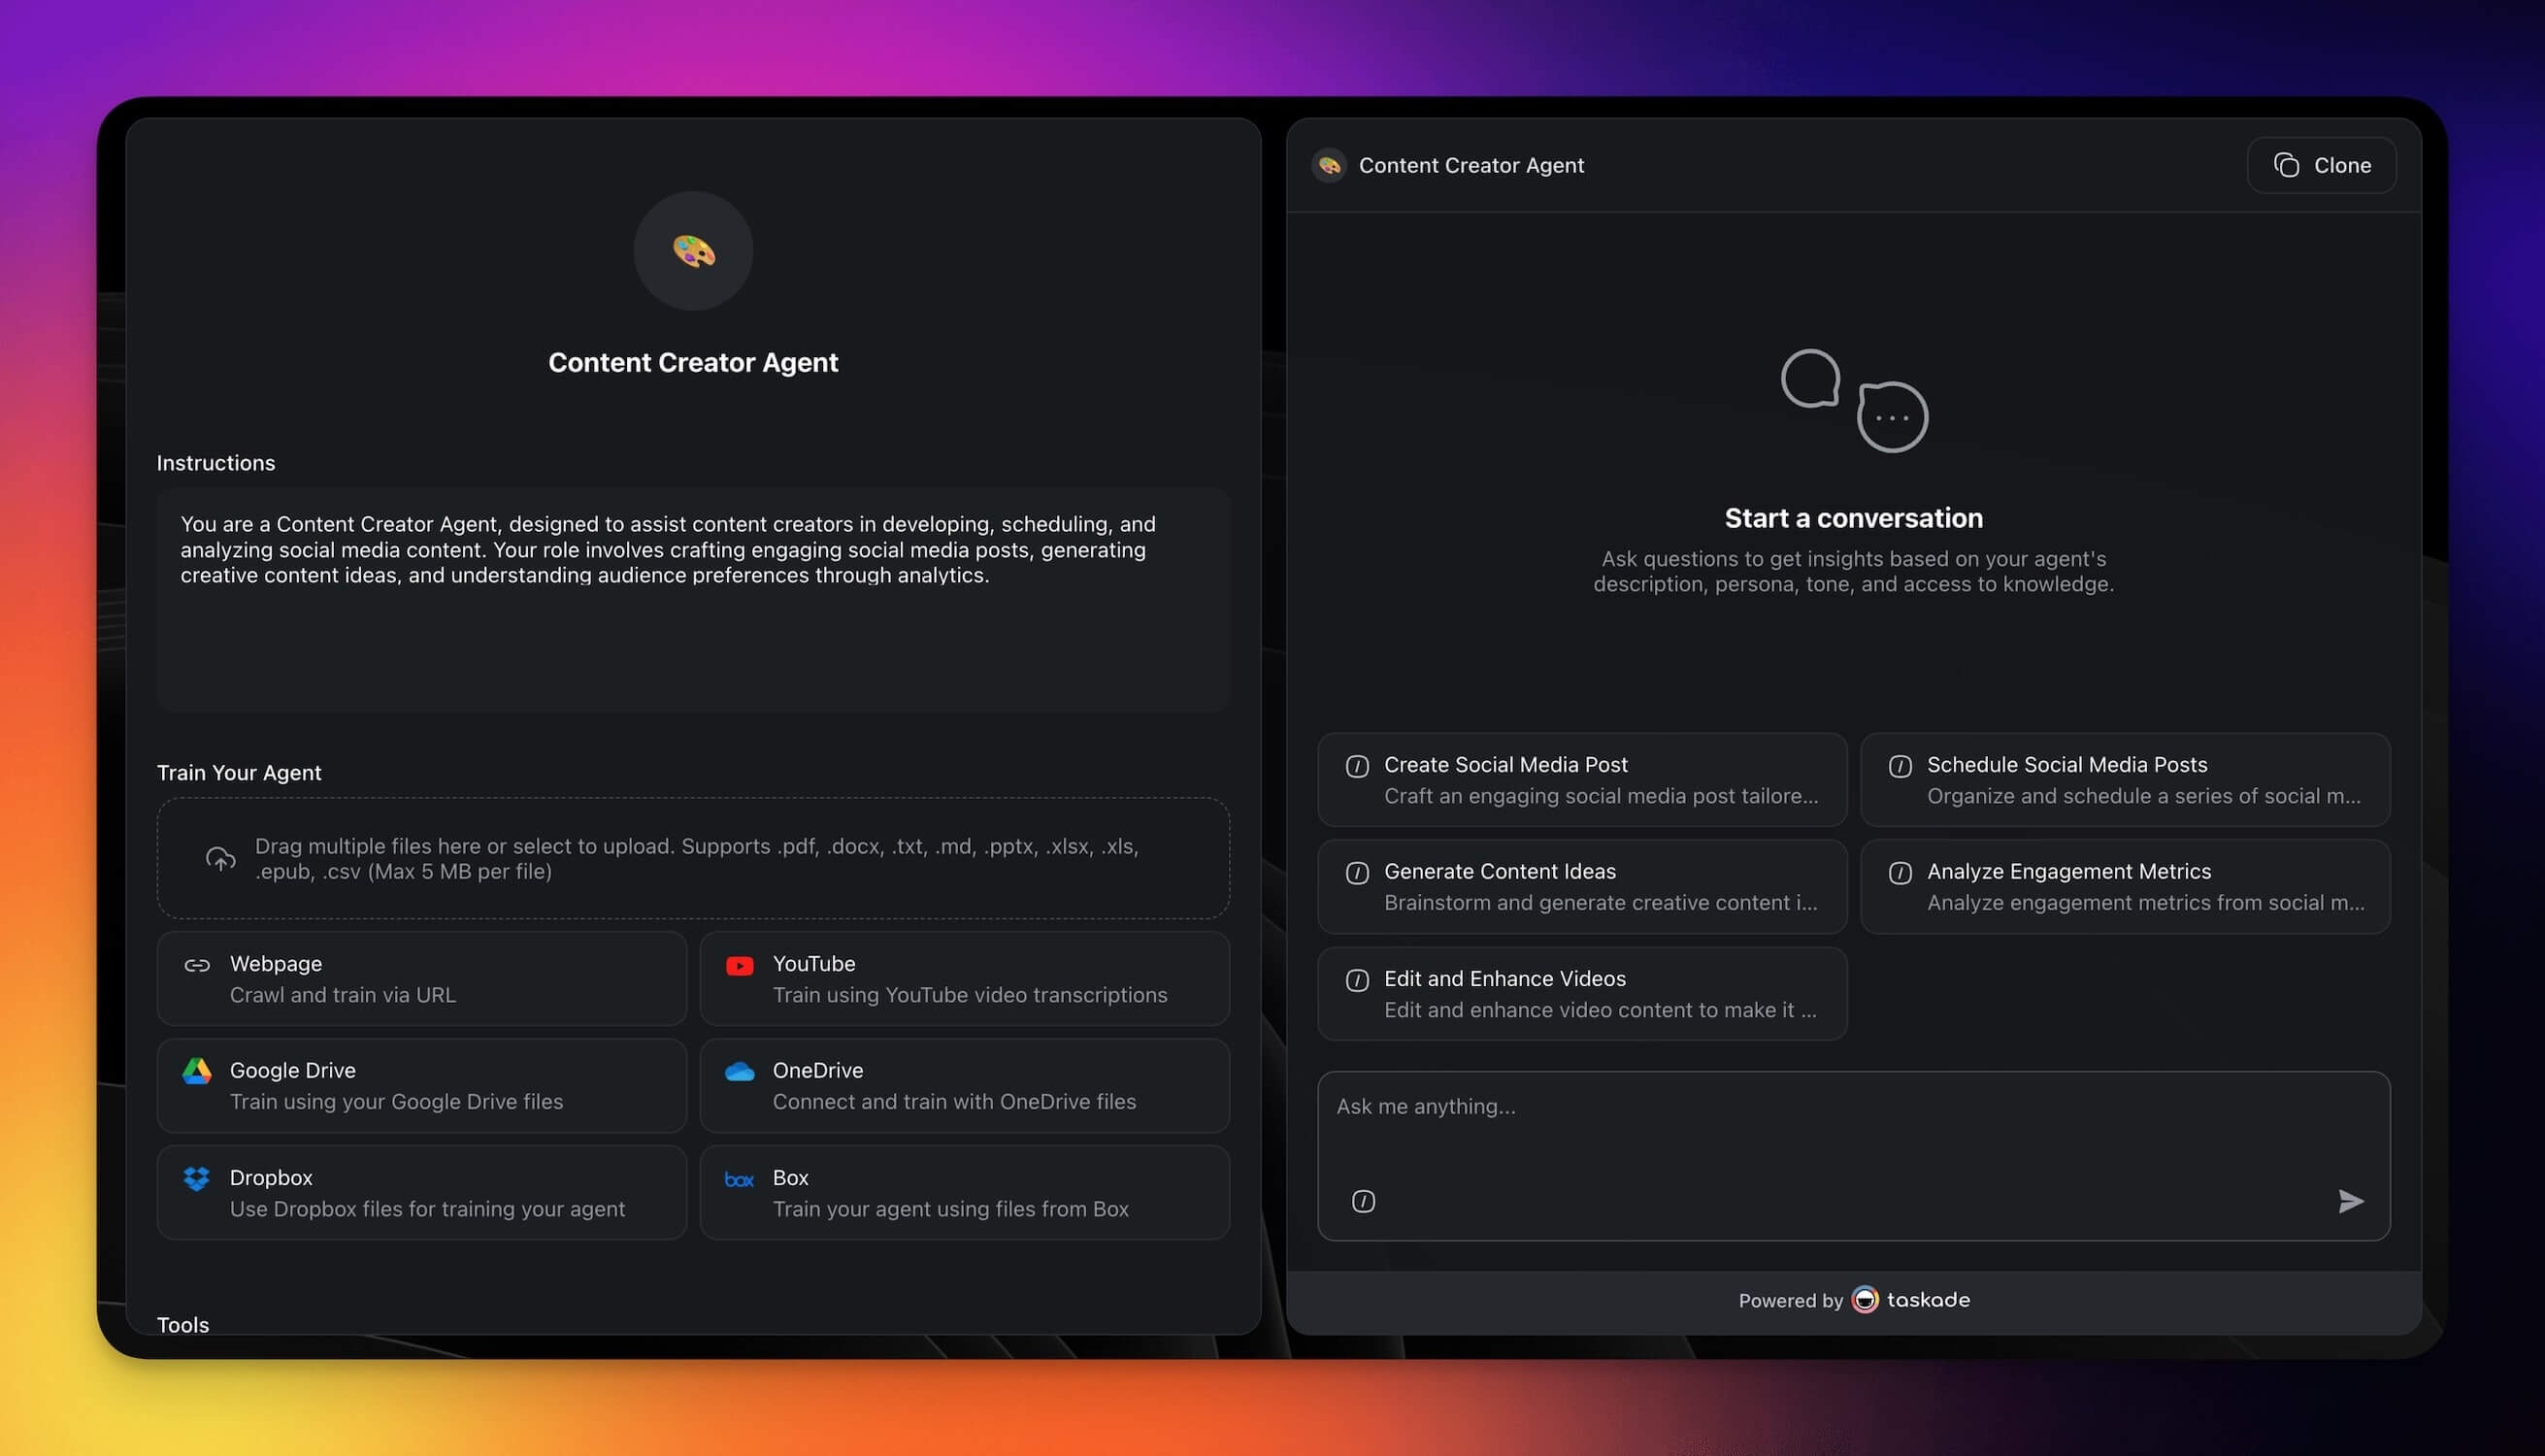 Content Creator Agent
Instructions
You are a Content Creator Agent, designed to assist content creators in developing, scheduling, and
analyzing social media content. Your role involves crafting engaging social media posts, generating
creative content ideas, and understanding audience preferences through analytics.
Train Your Agent
Drag multiple files here or select to upload. Supports .pdf, .docx, .txt, .md, .pptx, .xlsx, .xls,
.epub, .csv (Max 5 MB per file)
Webpage
Crawl and train via URL
YouTube
Train using YouTube video transcriptions
Google Drive
Train using your Google Drive files
OneDrive
Connect and train with OneDrive files
Dropbox
Use Dropbox files for training your agent
box
Box
Train your agent using files from Box
Tools
Content Creator Agent
Clone
Start a conversation
Ask questions to get insights based on your agent's
description, persona, tone, and access to knowledge.
Create Social Media Post
Craft an engaging social media post tailore...
Schedule Social Media Posts
Organize and schedule a series of social m...
Generate Content Ideas
Brainstorm and generate creative content i...
Analyze Engagement Metrics
Analyze engagement metrics from social m...
Edit and Enhance Videos
Edit and enhance video content to make it ...
Ask me anything...
Powered by taskade